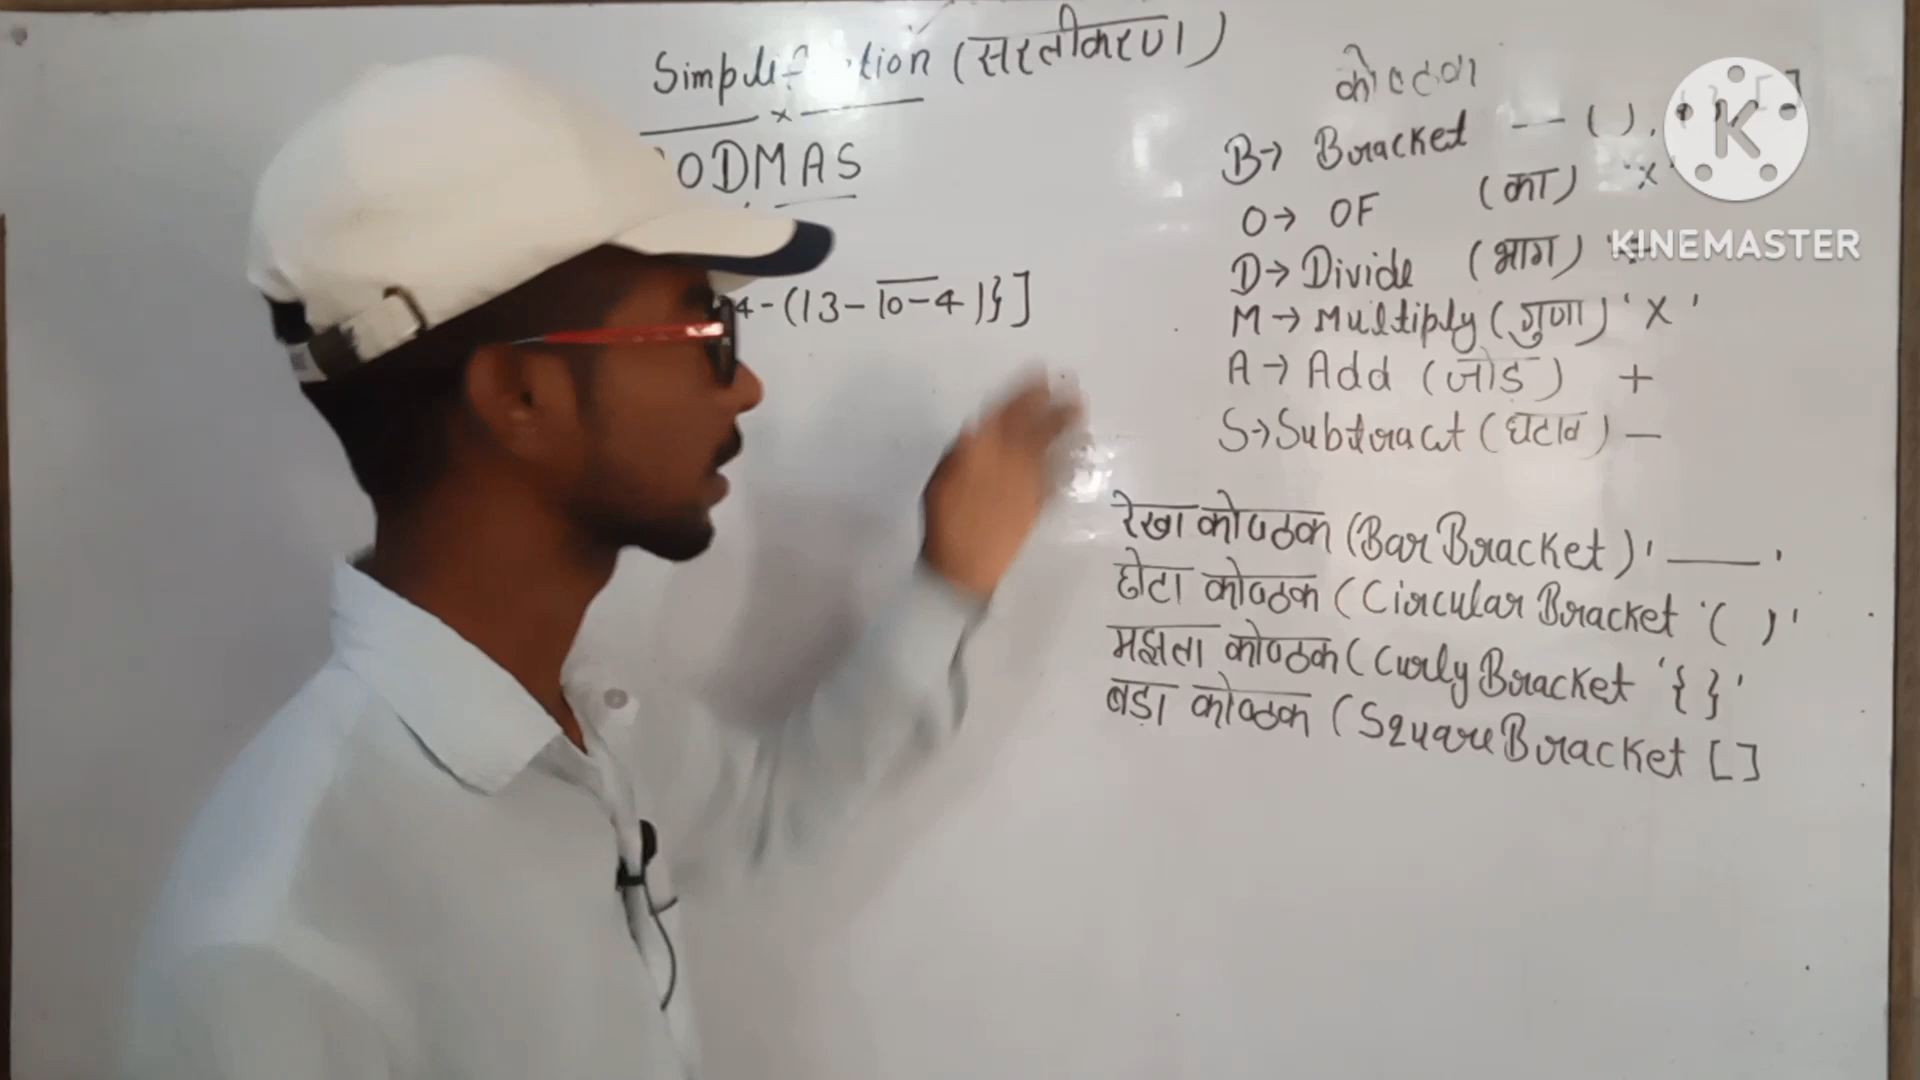 Simplif tion (सरलीकरण)
ODMAS
4-(13-10-4)}]
कोष्ठक
B→ Bracket — ( ), { }, [ ]
O→ OF (का) 'x'
D→ Divide (भाग)
M→ Multiply (गुणा) 'x'
A→ Add (जोड़) +
S→ Subtract (घटाव) —
रेखा कोष्ठक (Bar Bracket) '——'
छोटा कोष्ठक (Circular Bracket '( )'
मझला कोष्ठक (Curly Bracket '{ }'
बड़ा कोष्ठक (Square Bracket [ ]
K
KINEMASTER